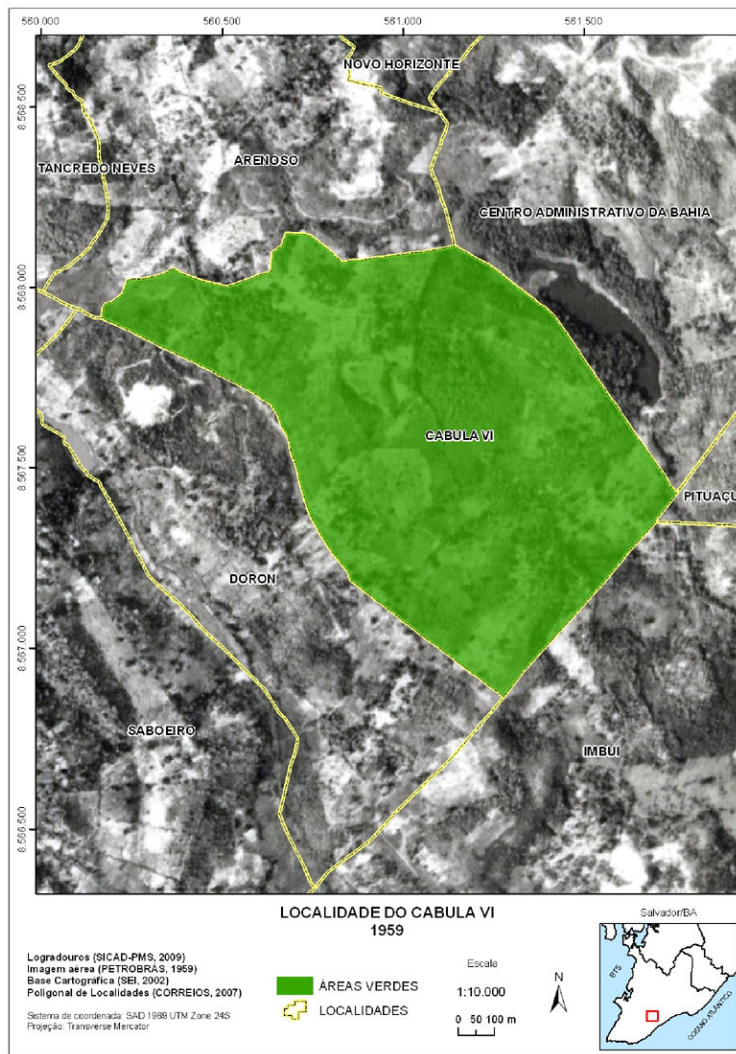 560.000 560.500 561.000 561.500
NOVO HORIZONTE
8.568.500
TANCREDO NEVES
ARENOSO
CENTRO ADMINISTRATIVO DA BAHIA
8.568.000
CABULA VI
8.567.500
PITUAÇU
DORON
8.567.000
SABOEIRO
IMBUI
8.566.500
LOCALIDADE DO CABULA VI
1959
Logradouros (SICAD-PMS, 2009)
Imagem aérea (PETROBRÁS, 1959)
Base Cartográfica (SEI, 2002)
Poligonal de Localidades (CORREIOS, 2007)
Sistema de coordenada: SAD 1969 UTM Zone 24S
Projeção: Transverse Mercator
ÁREAS VERDES
LOCALIDADES
Escala
1:10.000
0 50 100 m
N
Salvador/BA
BTS
OCEANO ATLÂNTICO